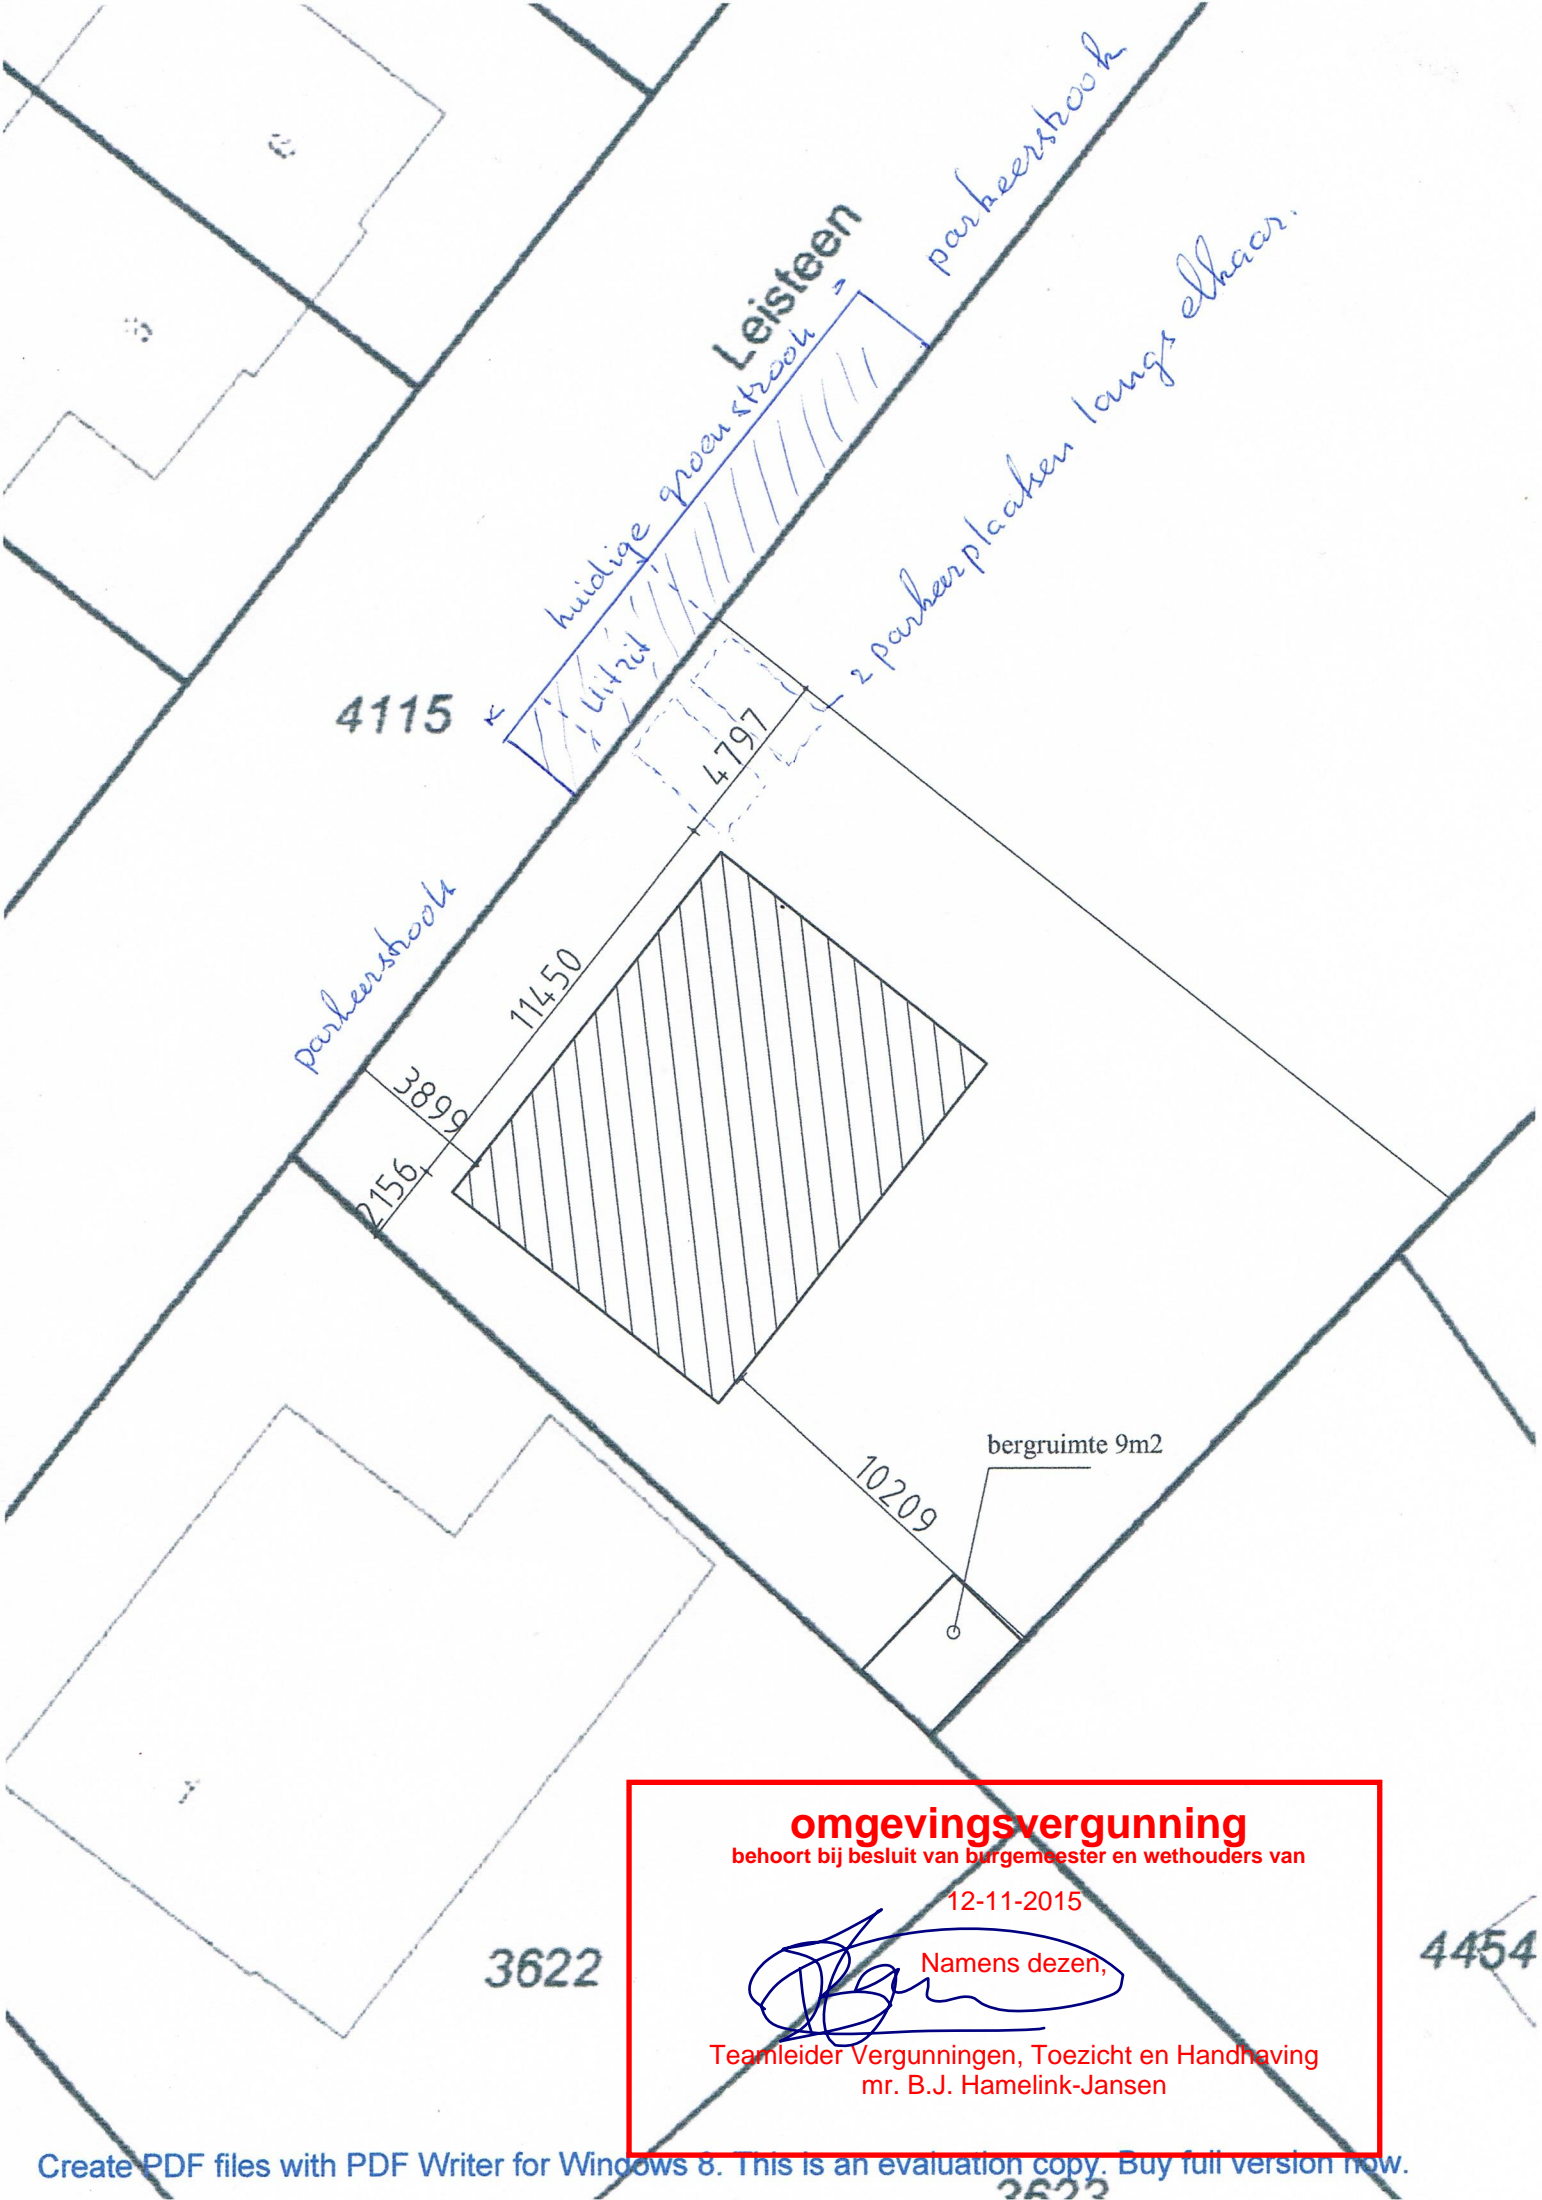 parkeerstrook
Leisteen
huidige groenstrook
2 parkeerplaatsen langs elkaar.
uitrit
4115
4797
parkeerstrook
11450
3899
2156
bergruimte 9m2
10209
1
omgevingsvergunning
behoort bij besluit van burgemeester en wethouders van
12-11-2015
Namens dezen,
Teamleider Vergunningen, Toezicht en Handhaving
mr. B.J. Hamelink-Jansen
3622
4454
Create PDF files with PDF Writer for Windows 8. This is an evaluation copy. Buy full version now.
3623